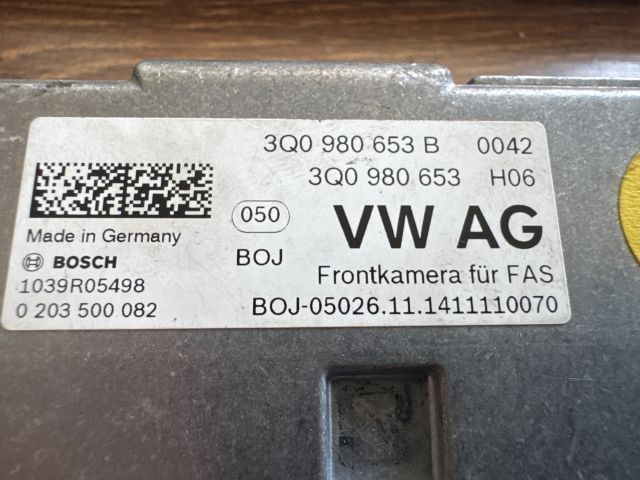 3Q0 980 653 B 0042
3Q0 980 653 H06
050 VW AG
Made in Germany
BOSCH BOJ
Frontkamera für FAS
1039R05498
0 203 500 082
BOJ-05026.11.1411110070